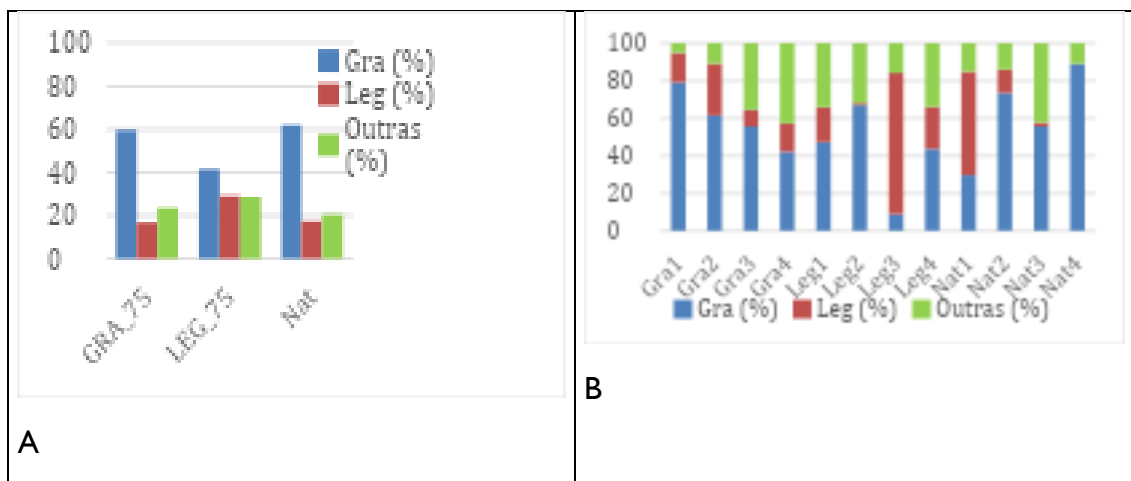 100
80
60
40
20
0
Gra (%)
Leg (%)
Outras
(%)
GRA_75
LEG_75
Nat
A
100
80
60
40
20
0
Gra1
Gra2
Gra3
Gra4
Leg1
Leg2
Leg3
Leg4
Nat1
Nat2
Nat3
Nat4
Gra (%) Leg (%) Outras (%)
B